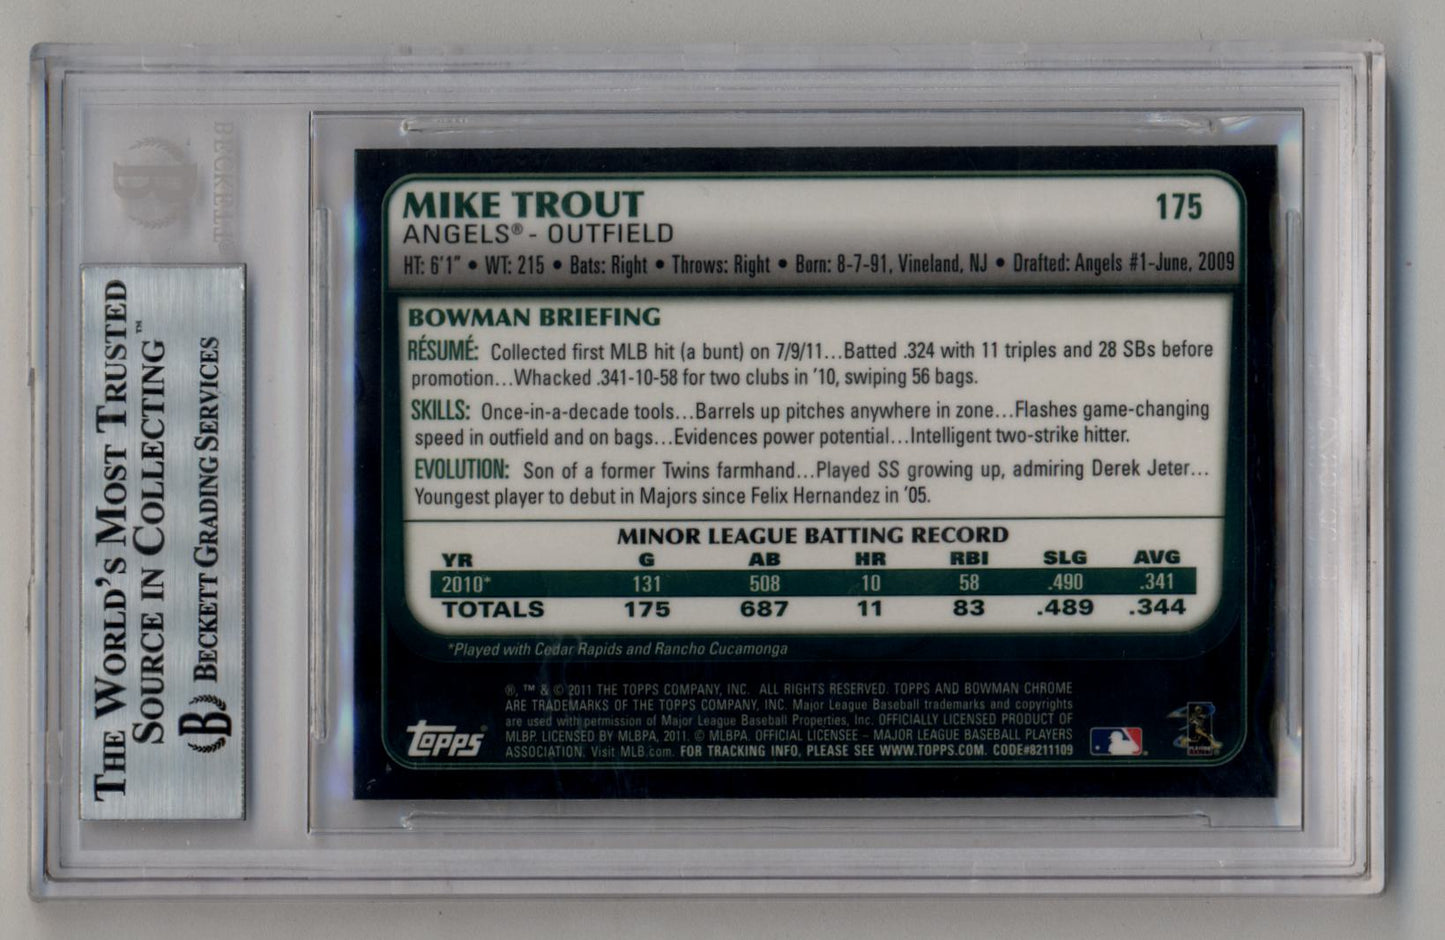 BECKETT
THE WORLD'S MOST TRUSTED
SOURCE IN COLLECTING™
BECKETT GRADING SERVICES
MIKE TROUT
175
ANGELS® - OUTFIELD
HT: 6'1" • WT: 215 • Bats: Right • Throws: Right • Born: 8-7-91, Vineland, NJ • Drafted: Angels #1-June, 2009
BOWMAN BRIEFING
RÉSUMÉ: Collected first MLB hit (a bunt) on 7/9/11...Batted .324 with 11 triples and 28 SBs before
promotion...Whacked .341-10-58 for two clubs in '10, swiping 56 bags.
SKILLS: Once-in-a-decade tools...Barrels up pitches anywhere in zone...Flashes game-changing
speed in outfield and on bags...Evidences power potential...Intelligent two-strike hitter.
EVOLUTION: Son of a former Twins farmhand...Played SS growing up, admiring Derek Jeter...
Youngest player to debut in Majors since Felix Hernandez in '05.
MINOR LEAGUE BATTING RECORD
YR G AB HR RBI SLG AVG
2010* 131 508 10 58 .490 .341
TOTALS 175 687 11 83 .489 .344
*Played with Cedar Rapids and Rancho Cucamonga
®, ™ & © 2011 THE TOPPS COMPANY, INC. ALL RIGHTS RESERVED. TOPPS AND BOWMAN CHROME
ARE TRADEMARKS OF THE TOPPS COMPANY, INC. Major League Baseball trademarks and copyrights
are used with permission of Major League Baseball Properties, Inc. OFFICIALLY LICENSED PRODUCT OF
MLBP. LICENSED BY MLBPA, 2011. © MLBPA. OFFICIAL LICENSEE – MAJOR LEAGUE BASEBALL PLAYERS
ASSOCIATION. Visit MLB.com. FOR TRACKING INFO, PLEASE SEE WWW.TOPPS.COM. CODE#8211109
Topps®